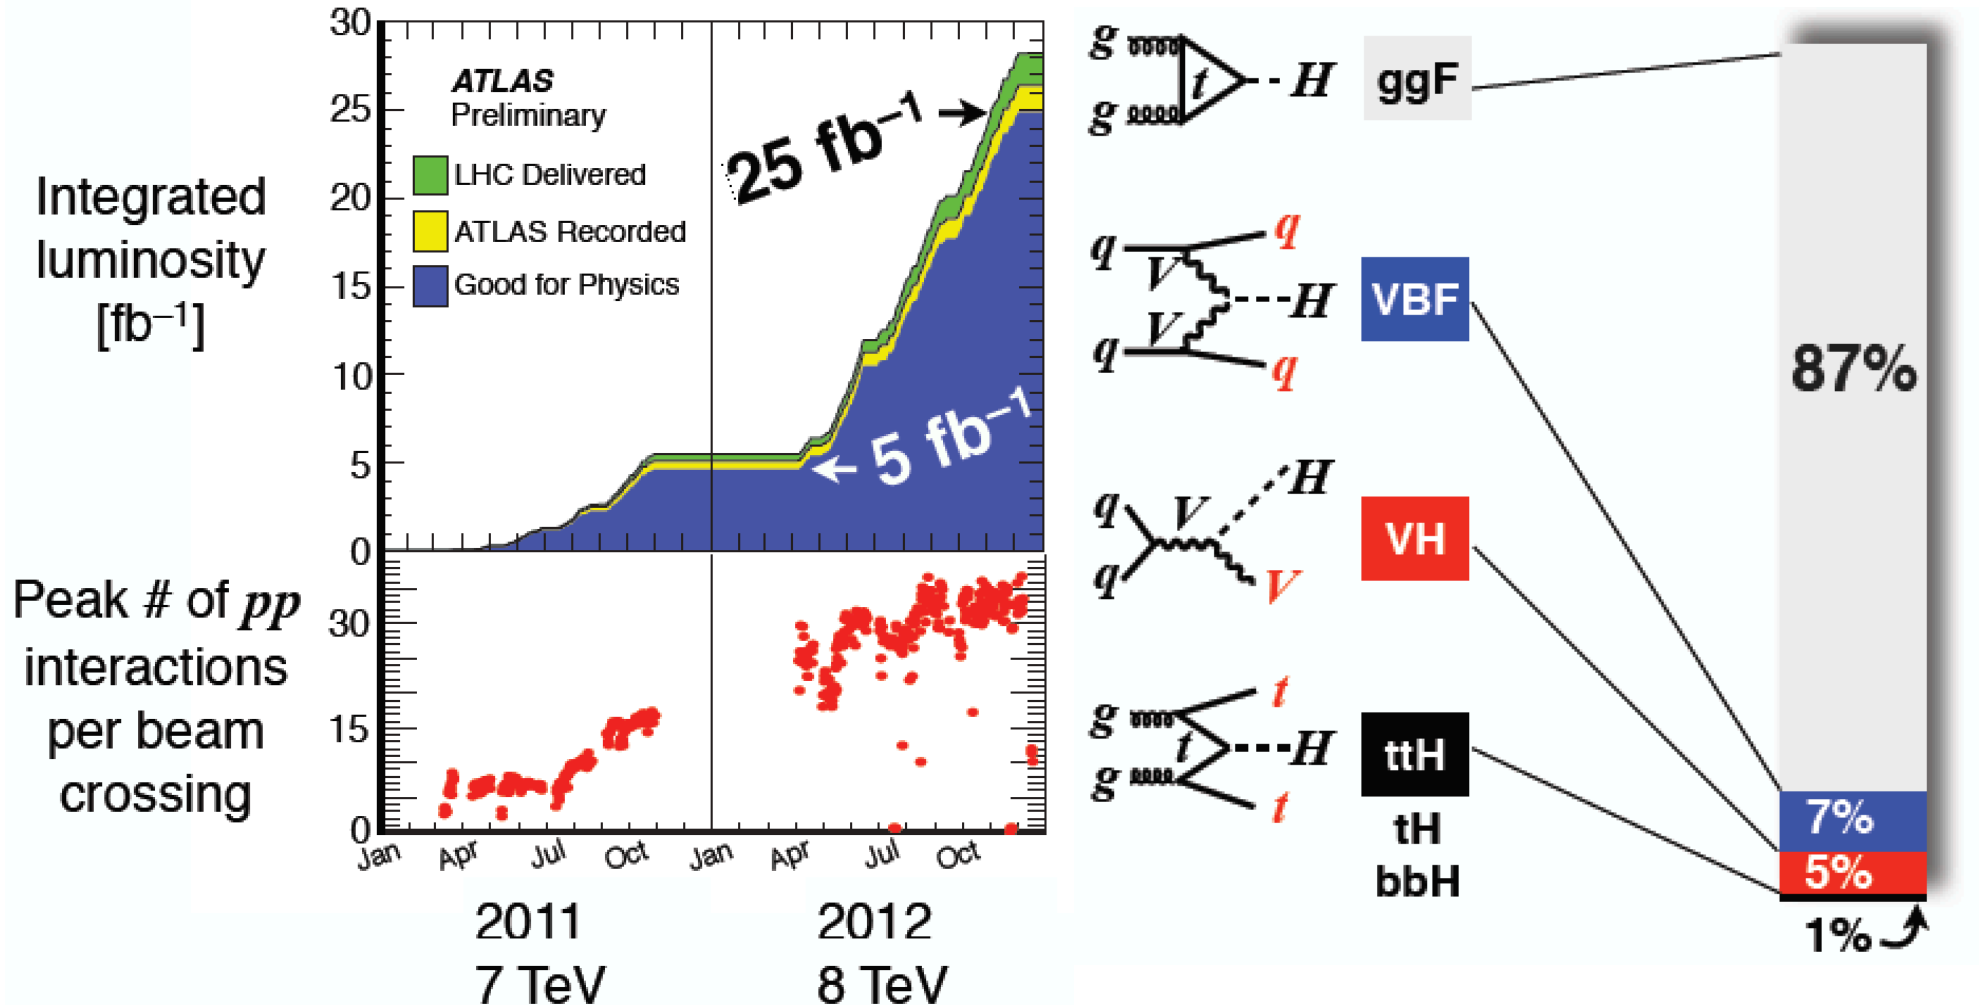 Integrated
luminosity
[fb⁻¹]
30
25
20
15
10
5
0
ATLAS
Preliminary
LHC Delivered
ATLAS Recorded
Good for Physics
25 fb⁻¹
5 fb⁻¹
Peak # of pp
interactions
per beam
crossing
30
15
0
Jan Apr Jul Oct Jan Apr Jul Oct
2011 2012
7 TeV 8 TeV
g
g
t
H
ggF
q
q
V
V
H
q
q
VBF
q
q
V
H
V
VH
g
g
t
t
H
t
ttH
tH
bbH
87%
7%
5%
1%